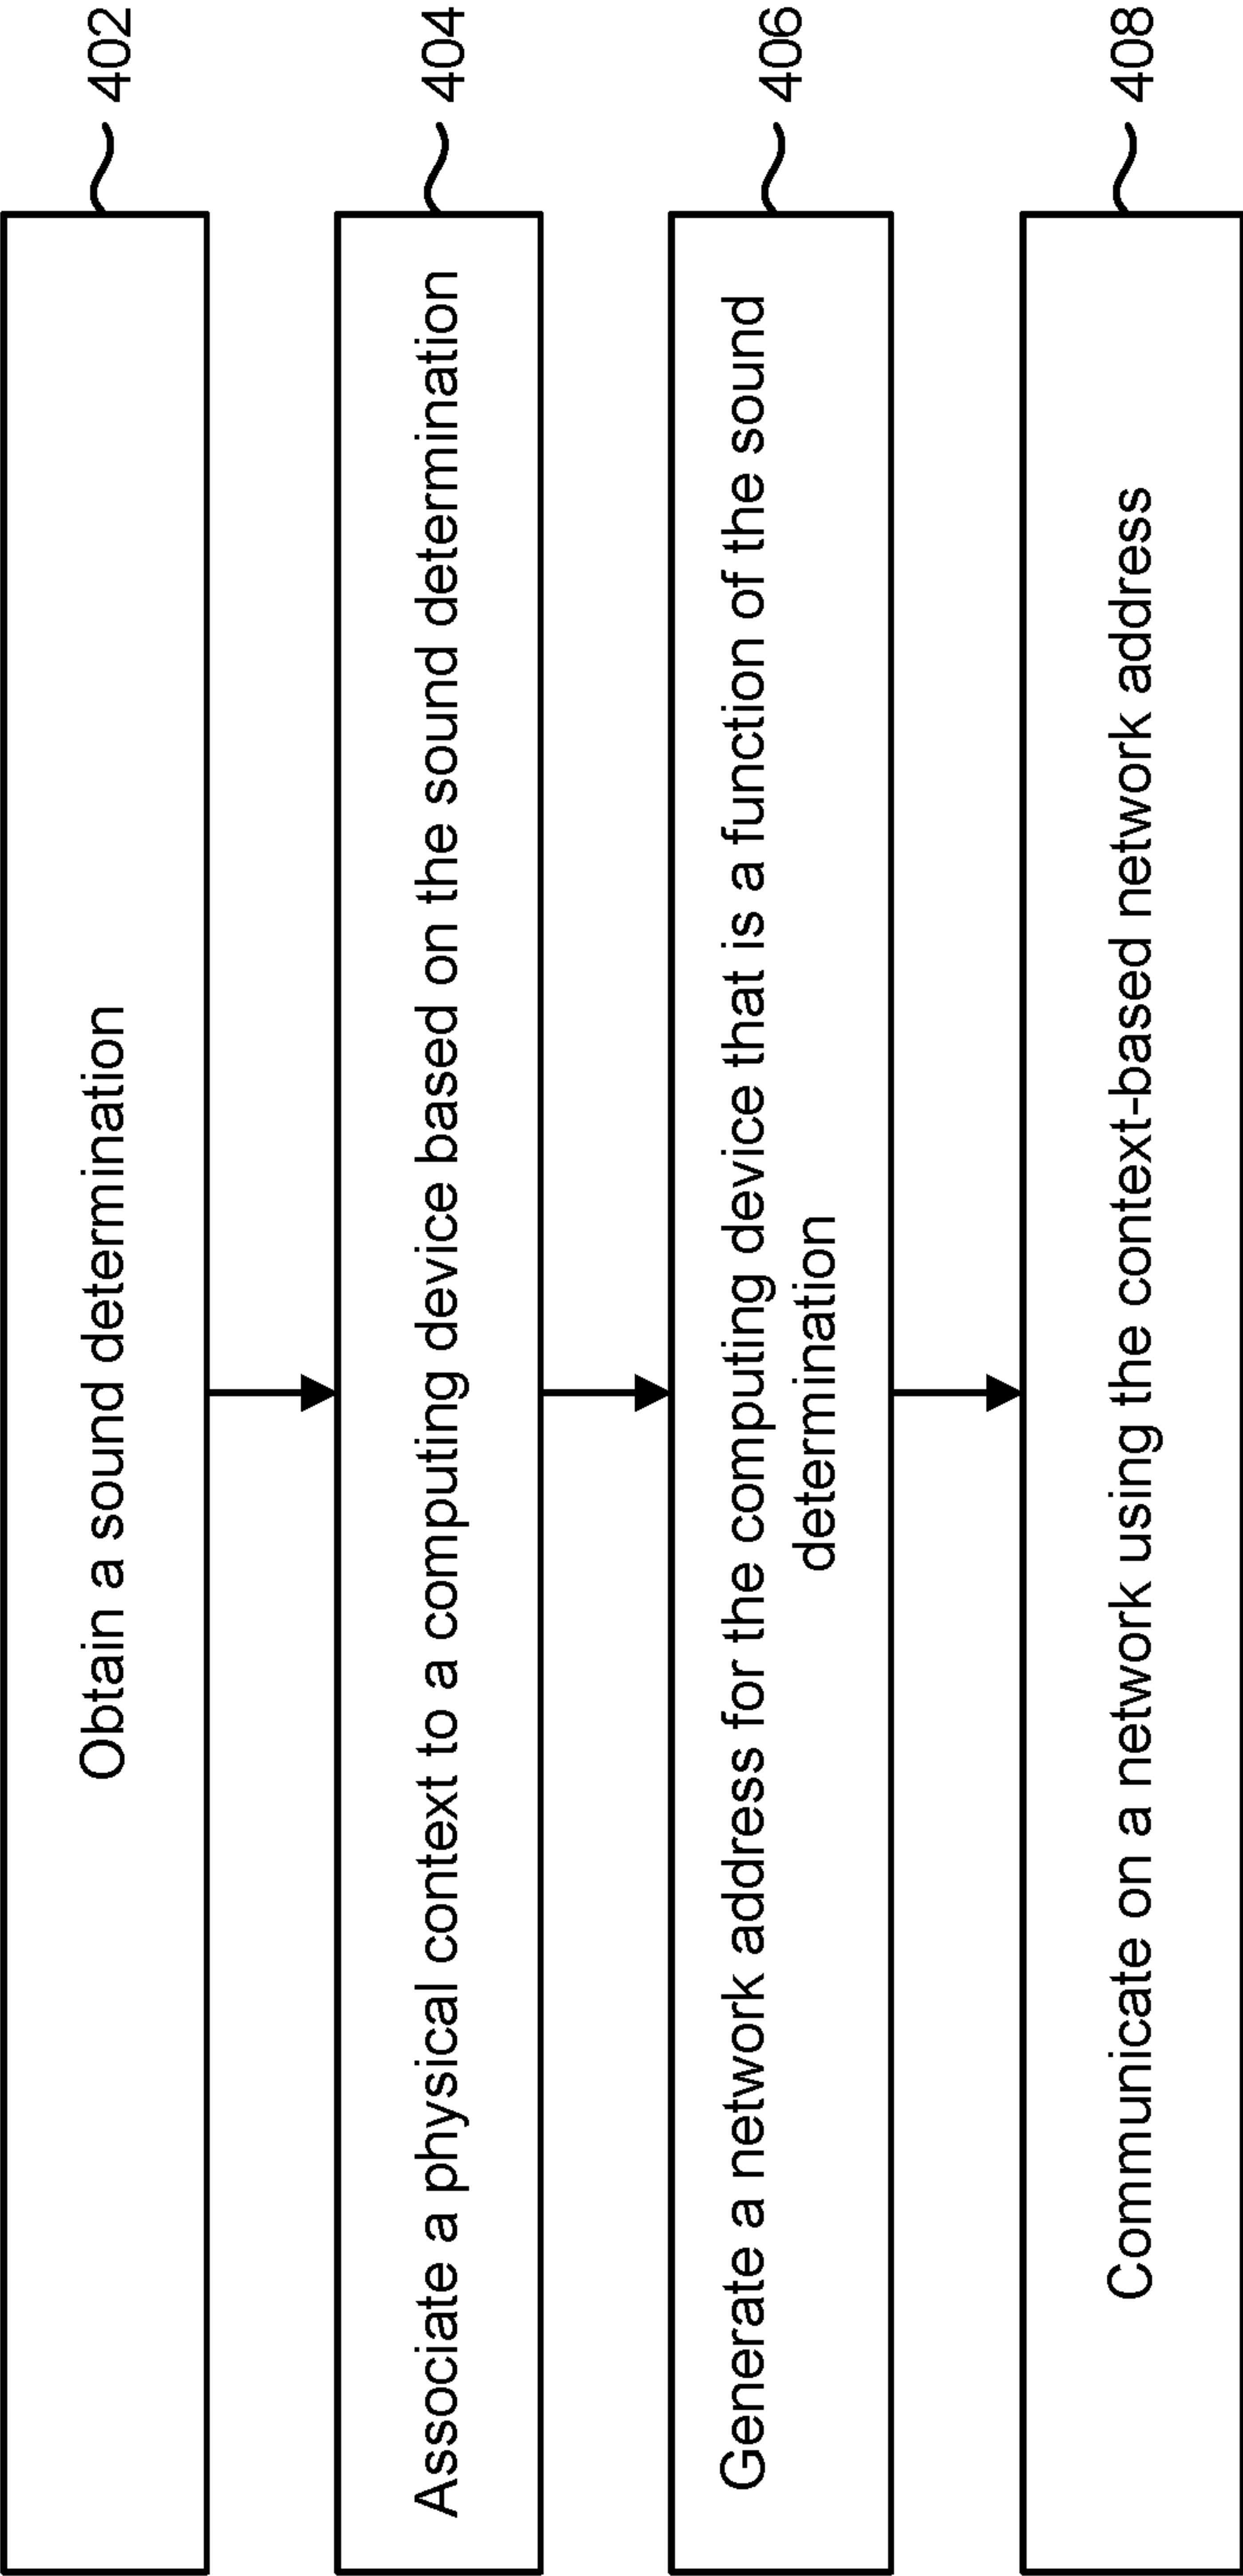 Obtain a sound determination
402
Associate a physical context to a computing device based on the sound determination
404
Generate a network address for the computing device that is a function of the sound
determination
406
Communicate on a network using the context-based network address
408